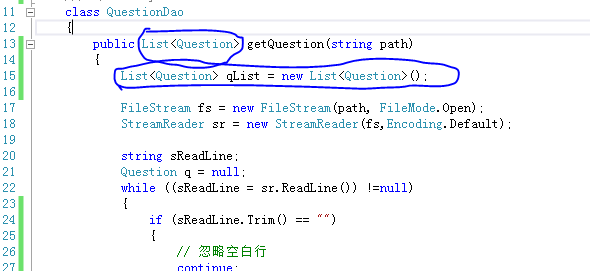 11 class QuestionDao
12 {
13 public List<Question> getQuestion(string path)
14 {
15 List<Question> qList = new List<Question>();
16
17 FileStream fs = new FileStream(path, FileMode.Open);
18 StreamReader sr = new StreamReader(fs,Encoding.Default);
19
20 string sReadLine;
21 Question q = null;
22 while ((sReadLine = sr.ReadLine()) !=null)
23 {
24 if (sReadLine.Trim() == "")
25 {
26 // 忽略空白行
27 continue;